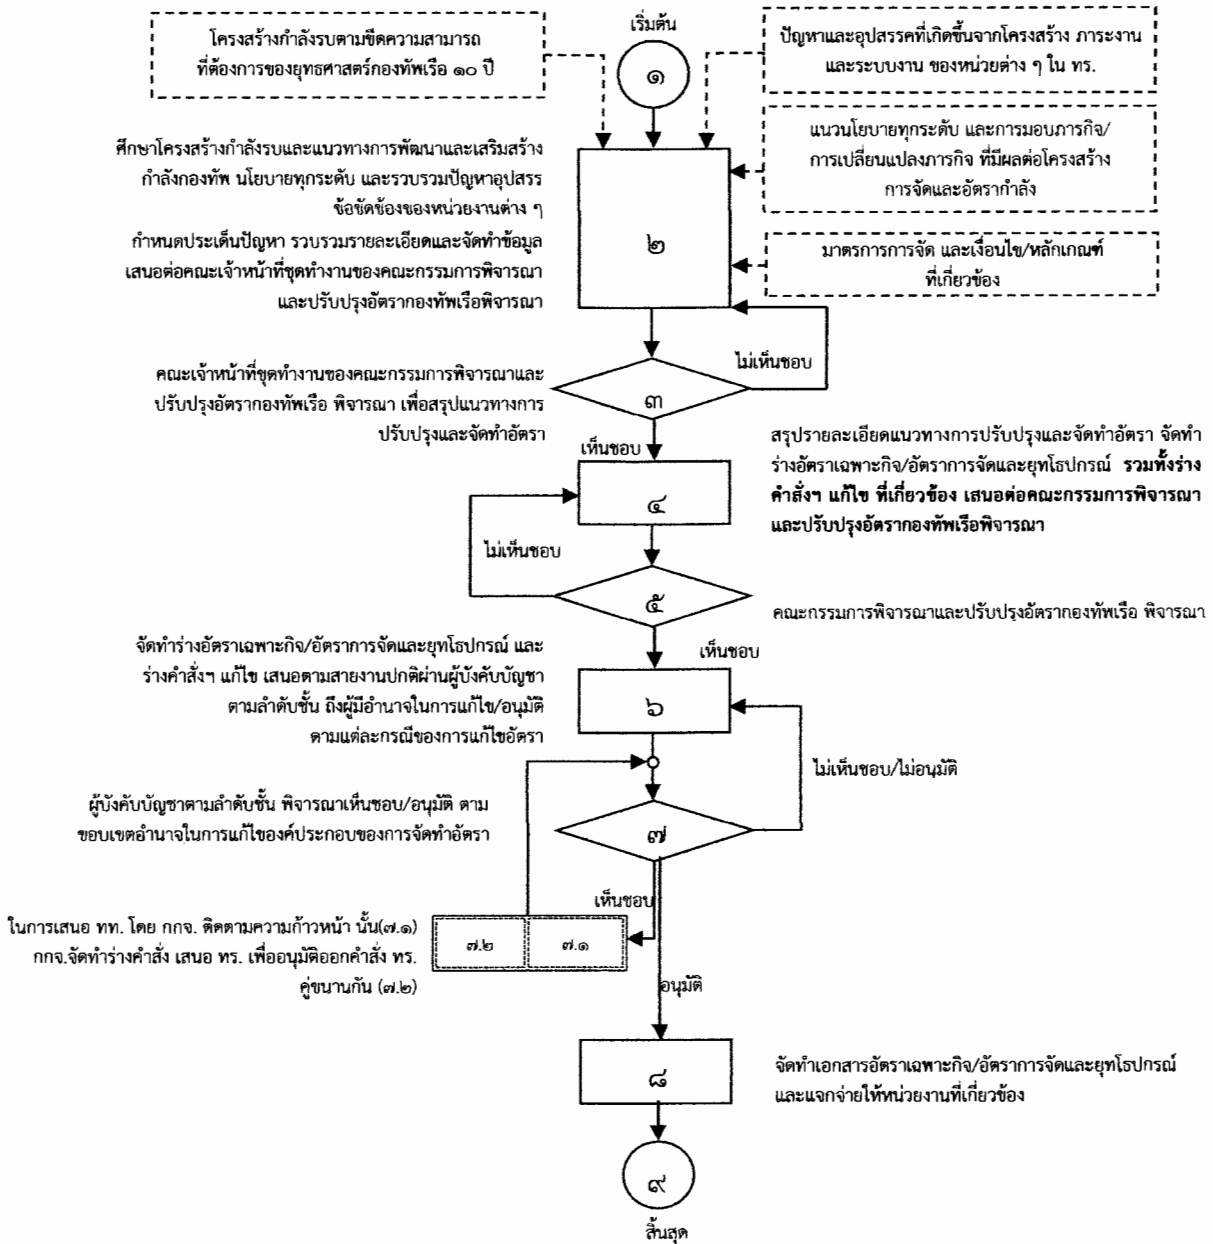 เริ่มต้น
โครงสร้างกำลังรบตามขีดความสามารถ
ที่ต้องการของยุทธศาสตร์กองทัพเรือ ๑๐ ปี
๑
ปัญหาและอุปสรรคที่เกิดขึ้นจากโครงสร้าง ภาระงาน
และระบบงาน ของหน่วยต่าง ๆ ใน ทร.
แนวนโยบายทุกระดับ และการมอบภารกิจ/
การเปลี่ยนแปลงภารกิจ ที่มีผลต่อโครงสร้าง
การจัดและอัตรากำลัง
ศึกษาโครงสร้างกำลังรบและแนวทางการพัฒนาและเสริมสร้าง
กำลังกองทัพ นโยบายทุกระดับ และรวบรวมปัญหาอุปสรร
ข้อขัดข้องของหน่วยงานต่าง ๆ
กำหนดประเด็นปัญหา รวบรวมรายละเอียดและจัดทำข้อมูล
เสนอต่อคณะเจ้าหน้าที่ชุดทำงานของคณะกรรมการพิจารณา
และปรับปรุงอัตรากองทัพเรือพิจารณา
๒
มาตรการการจัด และเงื่อนไข/หลักเกณฑ์
ที่เกี่ยวข้อง
ไม่เห็นชอบ
คณะเจ้าหน้าที่ชุดทำงานของคณะกรรมการพิจารณาและ
ปรับปรุงอัตรากองทัพเรือ พิจารณา เพื่อสรุปแนวทางการ
ปรับปรุงและจัดทำอัตรา
๓
เห็นชอบ
สรุปรายละเอียดแนวทางการปรับปรุงและจัดทำอัตรา จัดทำ
ร่างอัตราเฉพาะกิจ/อัตราการจัดและยุทโธปกรณ์ รวมทั้งร่าง
คำสั่งฯ แก้ไข ที่เกี่ยวข้อง เสนอต่อคณะกรรมการพิจารณา
และปรับปรุงอัตรากองทัพเรือพิจารณา
๔
ไม่เห็นชอบ
๕
คณะกรรมการพิจารณาและปรับปรุงอัตรากองทัพเรือ พิจารณา
เห็นชอบ
จัดทำร่างอัตราเฉพาะกิจ/อัตราการจัดและยุทโธปกรณ์ และ
ร่างคำสั่งฯ แก้ไข เสนอตามสายงานปกติผ่านผู้บังคับบัญชา
ตามลำดับชั้น ถึงผู้มีอำนาจในการแก้ไข/อนุมัติ
ตามแต่ละกรณีของการแก้ไขอัตรา
๖
ไม่เห็นชอบ/ไม่อนุมัติ
ผู้บังคับบัญชาตามลำดับชั้น พิจารณาเห็นชอบ/อนุมัติ ตาม
ขอบเขตอำนาจในการแก้ไของค์ประกอบของการจัดทำอัตรา
๗
เห็นชอบ
ในการเสนอ ทท. โดย กกจ. ติดตามความก้าวหน้า นั้น(๗.๑)
กกจ.จัดทำร่างคำสั่ง เสนอ ทร. เพื่ออนุมัติออกคำสั่ง ทร.
คู่ขนานกัน (๗.๒)
๗.๒
๗.๑
อนุมัติ
๘
จัดทำเอกสารอัตราเฉพาะกิจ/อัตราการจัดและยุทโธปกรณ์
และแจกจ่ายให้หน่วยงานที่เกี่ยวข้อง
๙
สิ้นสุด